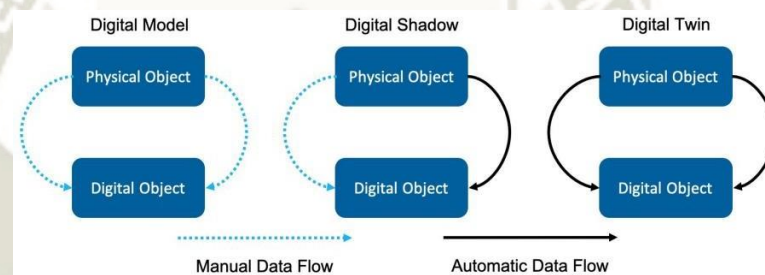 Digital Model
Digital Shadow
Digital Twin
Physical Object
Physical Object
Physical Object
Digital Object
Digital Object
Digital Object
Manual Data Flow
Automatic Data Flow